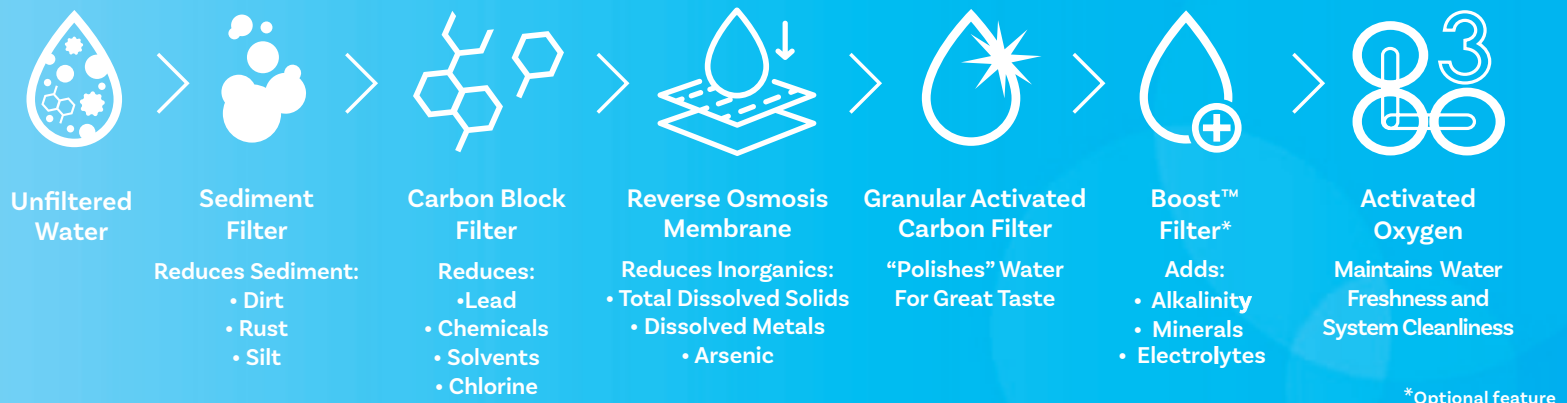 Unfiltered
Water
Sediment
Filter
Reduces Sediment:
• Dirt
• Rust
• Silt
Carbon Block
Filter
Reduces:
•Lead
• Chemicals
• Solvents
• Chlorine
Reverse Osmosis
Membrane
Reduces Inorganics:
• Total Dissolved Solids
• Dissolved Metals
• Arsenic
Granular Activated
Carbon Filter
“Polishes” Water
For Great Taste
Boost™
Filter*
Adds:
• Alkalinity
• Minerals
• Electrolytes
3
Activated
Oxygen
Maintains Water
Freshness and
System Cleanliness
*Optional feature